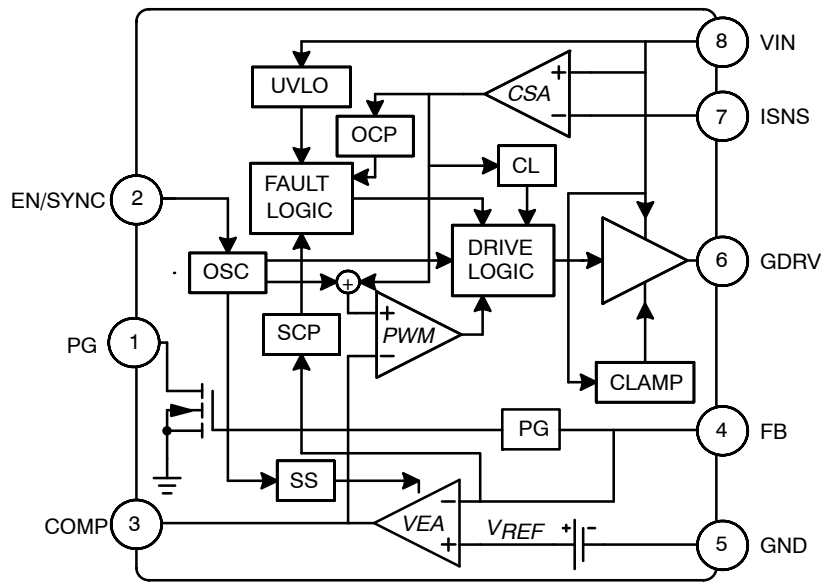 8 VIN
UVLO
+
CSA
−
7 ISNS
OCP
CL
EN/SYNC 2
FAULT
LOGIC
DRIVE
LOGIC
OSC
+
6 GDRV
PG 1
SCP
+
PWM
−
CLAMP
PG
4 FB
SS
COMP 3
−
VEA
+
VREF
+ −
5 GND